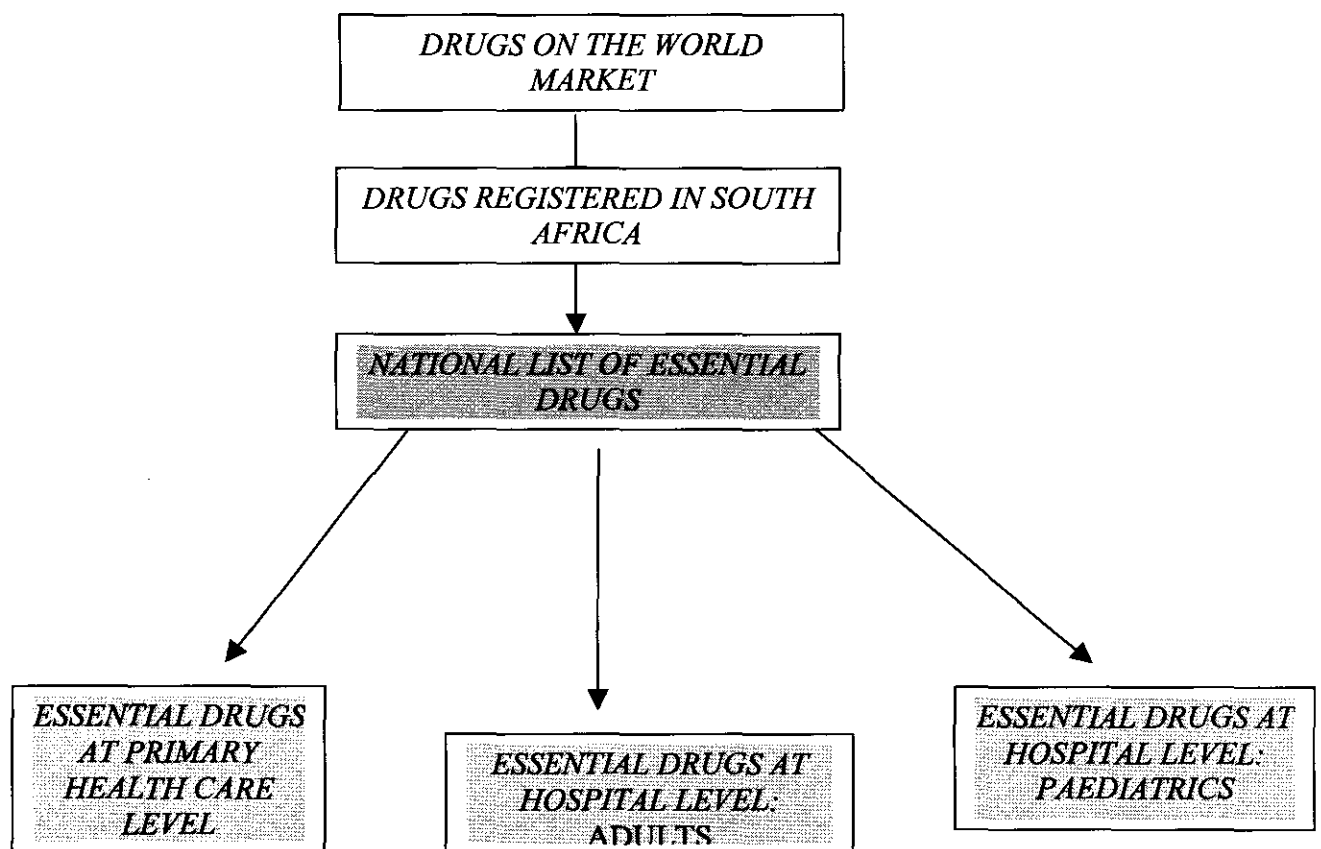 DRUGS ON THE WORLD
MARKET
DRUGS REGISTERED IN SOUTH
AFRICA
NATIONAL LIST OF ESSENTIAL
DRUGS
ESSENTIAL DRUGS
AT PRIMARY
HEALTH CARE
LEVEL
ESSENTIAL DRUGS AT
HOSPITAL LEVEL:
ADULTS
ESSENTIAL DRUGS AT
HOSPITAL LEVEL:
PAEDIATRICS